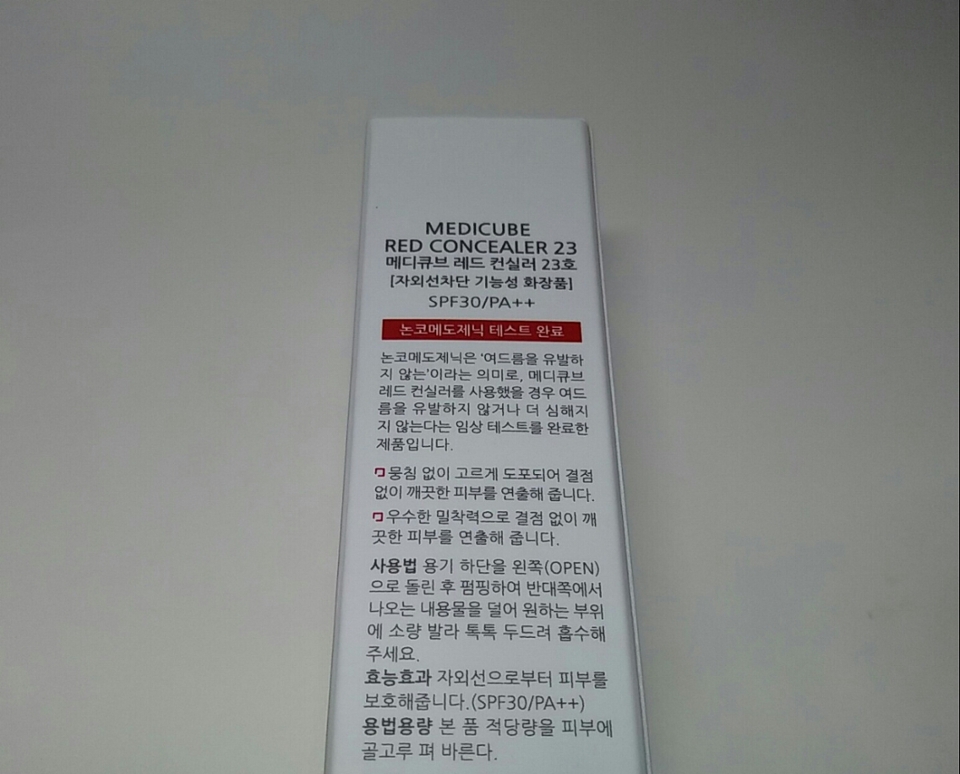 MEDICUBE
RED CONCEALER 23
메디큐브 레드 컨실러 23호
[자외선차단 기능성 화장품]
SPF30/PA++
논코메도제닉 테스트 완료
논코메도제닉은 '여드름을 유발하
지 않는'이라는 의미로, 메디큐브
레드 컨실러를 사용했을 경우 여드
름을 유발하지 않거나 더 심해지
지 않는다는 임상 테스트를 완료한
제품입니다.
뭉침 없이 고르게 도포되어 결점
없이 깨끗한 피부를 연출해 줍니다.
우수한 밀착력으로 결점 없이 깨
끗한 피부를 연출해 줍니다.
사용법 용기 하단을 왼쪽(OPEN)
으로 돌린 후 펌핑하여 반대쪽에서
나오는 내용물을 덜어 원하는 부위
에 소량 발라 톡톡 두드려 흡수해
주세요.
효능효과 자외선으로부터 피부를
보호해줍니다.(SPF30/PA++)
용법용량 본 품 적당량을 피부에
골고루 펴 바른다.